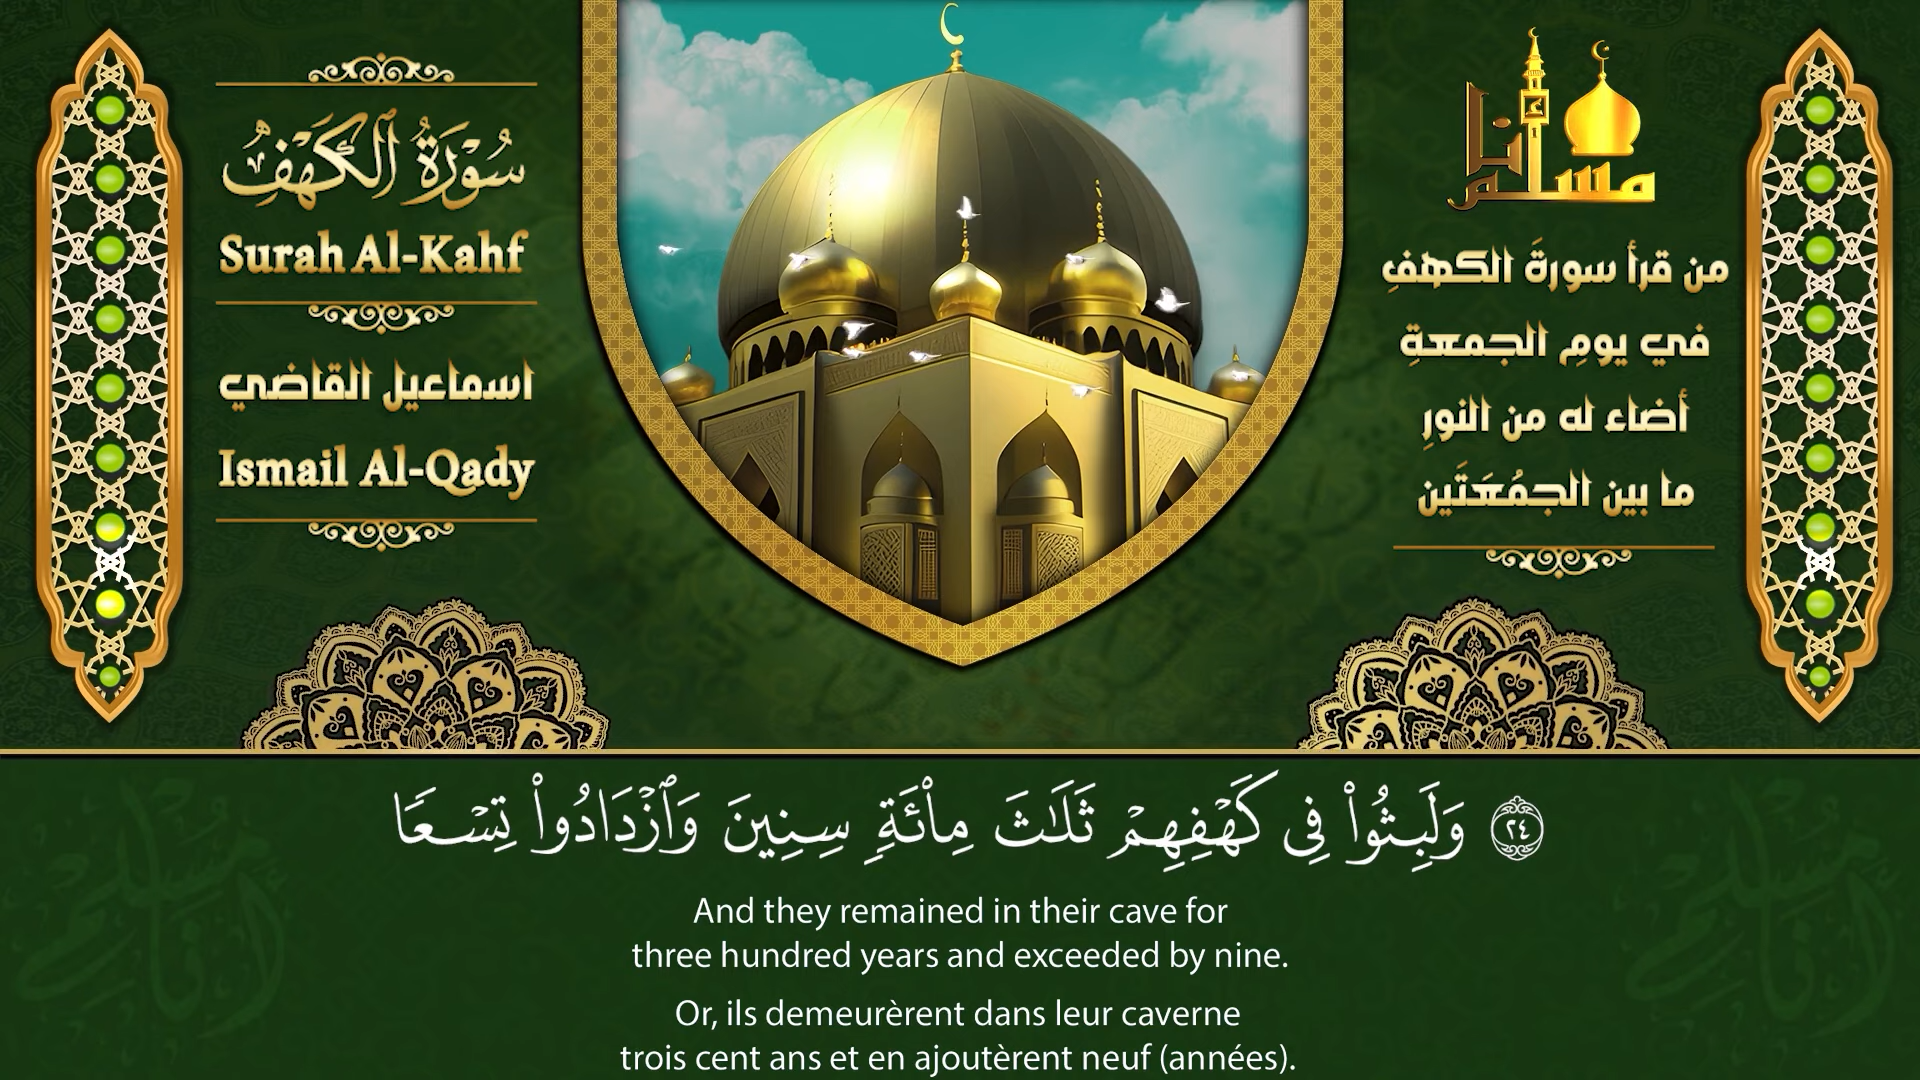 سُورَةُ ٱلْكَهْفِ
Surah Al-Kahf
اسماعيل القاضي
Ismail Al-Qady
أنا مسلم
من قرأ سورةَ الكهفِ
في يومِ الجمعةِ
أضاء له من النورِ
ما بين الجمُعَتَين
٢٤ وَلَبِثُوا۟ فِى كَهْفِهِمْ ثَلَـٰثَ مِا۟ئَةٍۢ سِنِينَ وَٱزْدَادُوا۟ تِسْعًا
And they remained in their cave for
three hundred years and exceeded by nine.
Or, ils demeurèrent dans leur caverne
trois cent ans et en ajoutèrent neuf (années).